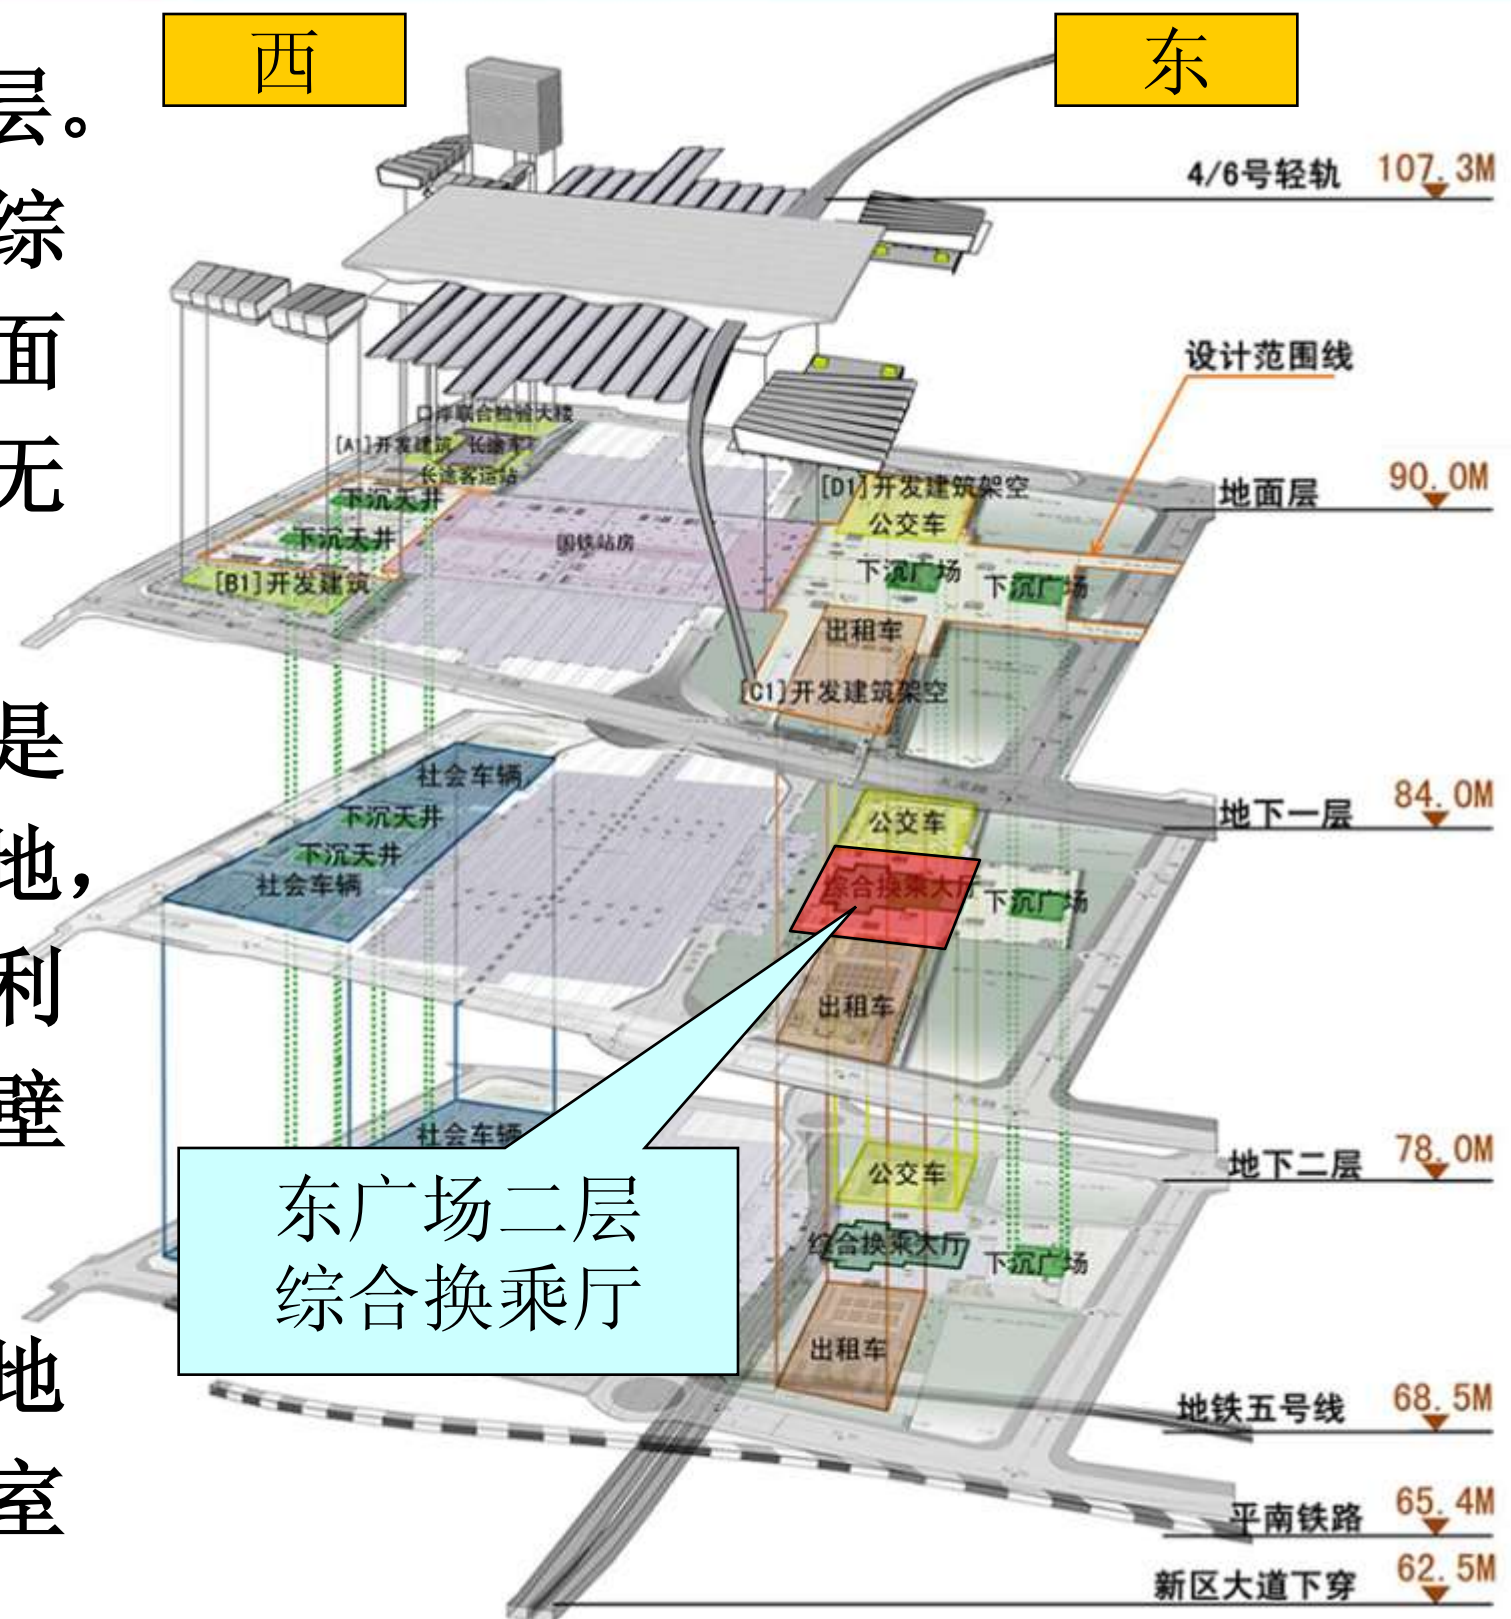 西
东
层。
综
面
无
是
地，
利
壁
地
室
4/6号轻轨 107.3M
设计范围线
口岸联合检验大楼
[A1]开发建筑 长途车
长途客运站
下沉天井
下沉天井
[B1]开发建筑
国铁站房
[D1]开发建筑架空
公交车
下沉广场
下沉广场
出租车
[C1]开发建筑架空
地面层 90.0M
社会车辆
下沉天井
下沉天井
社会车辆
公交车
综合换乘大厅
下沉广场
出租车
地下一层 84.0M
社会车辆
公交车
综合换乘大厅
下沉广场
出租车
地下二层 78.0M
东广场二层
综合换乘厅
地铁五号线 68.5M
平南铁路 65.4M
新区大道下穿 62.5M